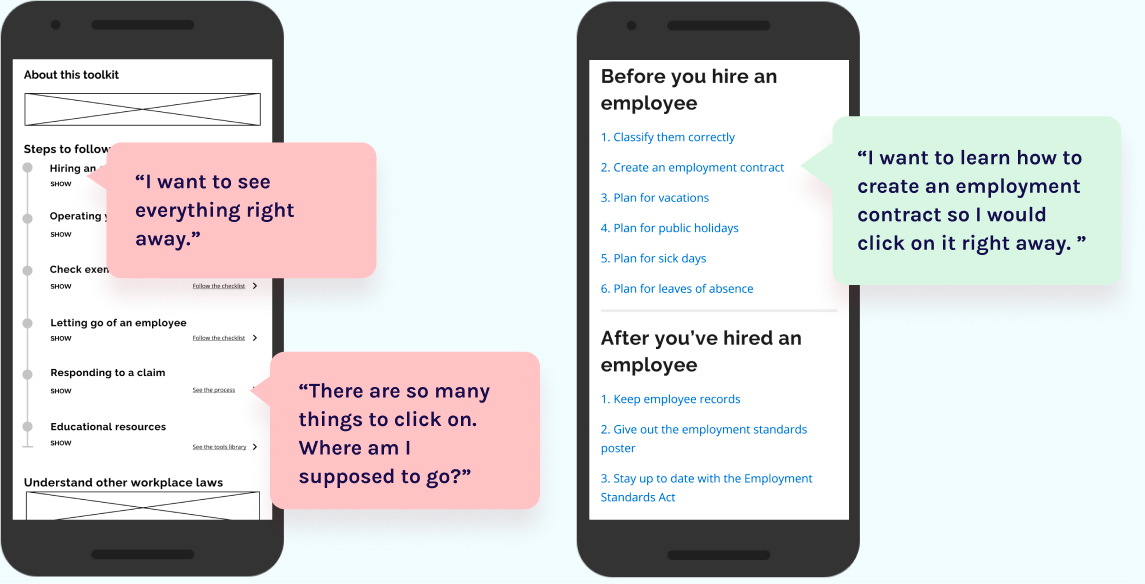 About this toolkit
Steps to follow
Hiring an
SHOW
“I want to see
everything right
away.”
Operating
SHOW
Check exem
SHOW
Follow the checklist
Letting go of an employee
SHOW
Follow the checklist
Responding to a claim
SHOW
See the process
“There are so many
things to click on.
Where am I
supposed to go?”
Educational resources
SHOW
See the tools library
Understand other workplace laws
Before you hire an
employee
1. Classify them correctly
2. Create an employment contract
3. Plan for vacations
4. Plan for public holidays
5. Plan for sick days
6. Plan for leaves of absence
“I want to learn how to
create an employment
contract so I would
click on it right away. ”
After you’ve hired an
employee
1. Keep employee records
2. Give out the employment standards
poster
3. Stay up to date with the Employment
Standards Act